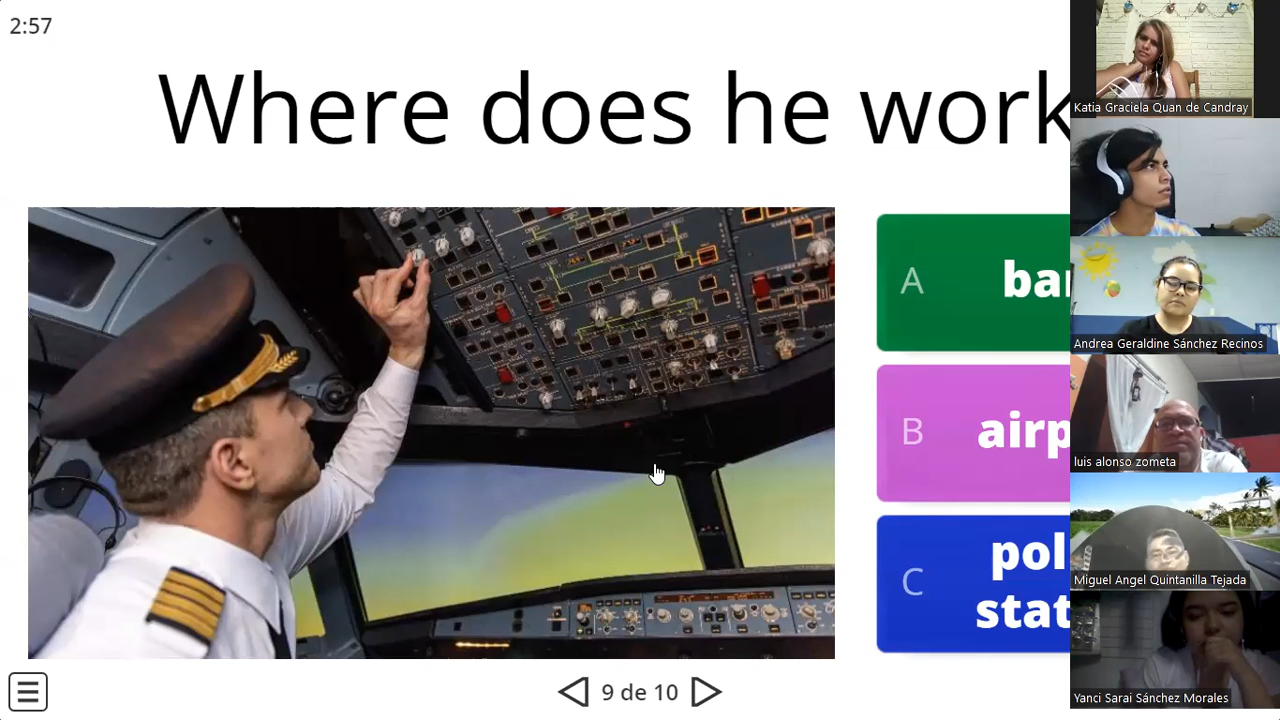 2:57
Where does he work
A
B
C
9 de 10
Katia Graciela Quan de Candray
Andrea Geraldine Sánchez Recinos
luis alonso zometa
Miguel Angel Quintanilla Tejada
Yanci Sarai Sánchez Morales